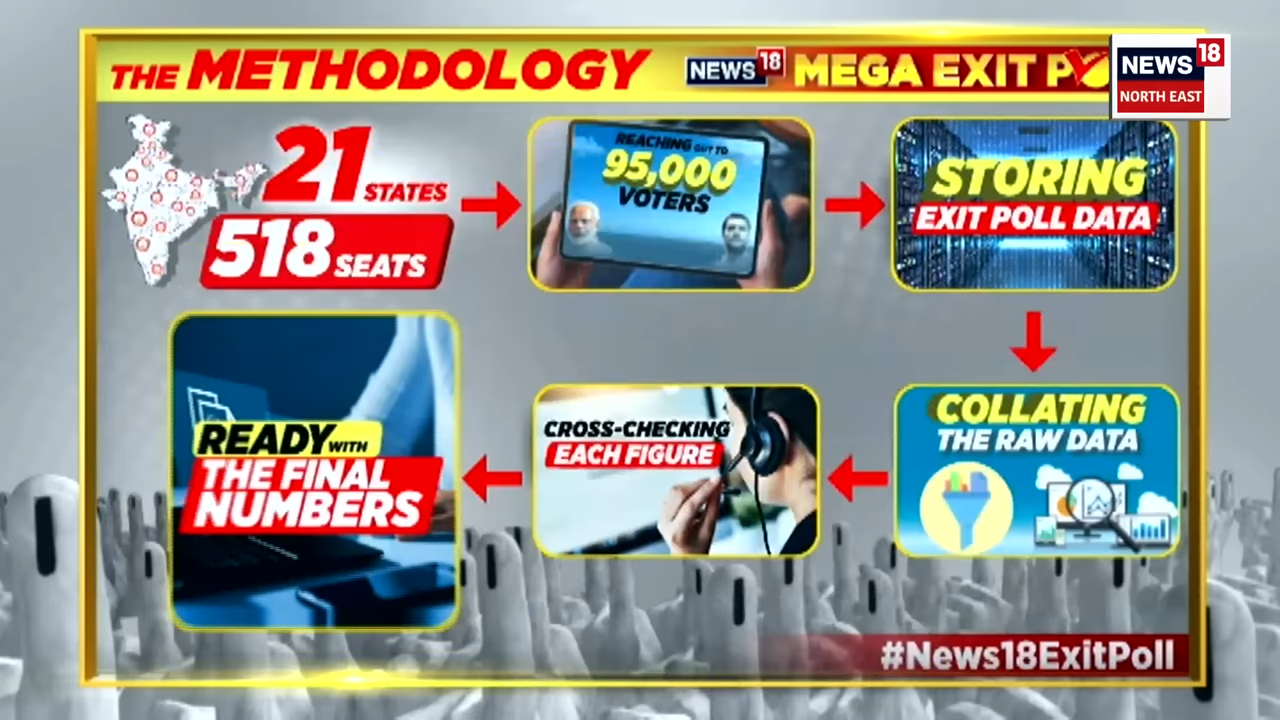 THE METHODOLOGY
NEWS 18 MEGA EXIT P
NEWS 18
NORTH EAST
21 STATES
518 SEATS
REACHING OUT TO
95,000
VOTERS
STORING
EXIT POLL DATA
COLLATING
THE RAW DATA
CROSS-CHECKING
EACH FIGURE
READY WITH
THE FINAL
NUMBERS
#News18ExitPoll